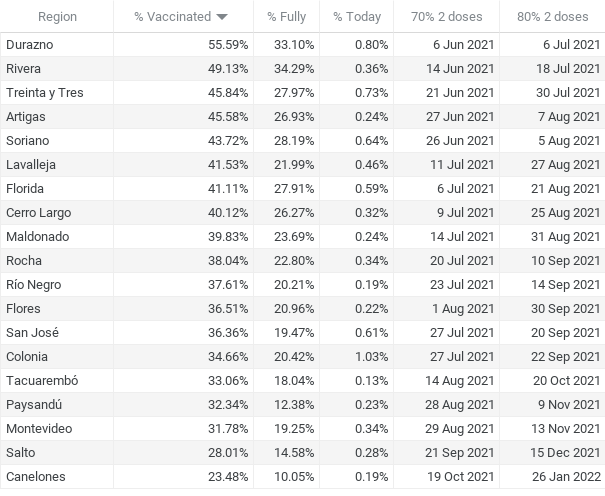 Region % Vaccinated % Fully % Today 70% 2 doses 80% 2 doses
Durazno 55.59% 33.10% 0.80% 6 Jun 2021 6 Jul 2021
Rivera 49.13% 34.29% 0.36% 14 Jun 2021 18 Jul 2021
Treinta y Tres 45.84% 27.97% 0.73% 21 Jun 2021 30 Jul 2021
Artigas 45.58% 26.93% 0.24% 27 Jun 2021 7 Aug 2021
Soriano 43.72% 28.19% 0.64% 26 Jun 2021 5 Aug 2021
Lavalleja 41.53% 21.99% 0.46% 11 Jul 2021 27 Aug 2021
Florida 41.11% 27.91% 0.59% 6 Jul 2021 21 Aug 2021
Cerro Largo 40.12% 26.27% 0.32% 9 Jul 2021 25 Aug 2021
Maldonado 39.83% 23.69% 0.24% 14 Jul 2021 31 Aug 2021
Rocha 38.04% 22.80% 0.34% 20 Jul 2021 10 Sep 2021
Río Negro 37.61% 20.21% 0.19% 23 Jul 2021 14 Sep 2021
Flores 36.51% 20.96% 0.22% 1 Aug 2021 30 Sep 2021
San José 36.36% 19.47% 0.61% 27 Jul 2021 20 Sep 2021
Colonia 34.66% 20.42% 1.03% 27 Jul 2021 22 Sep 2021
Tacuarembó 33.06% 18.04% 0.13% 14 Aug 2021 20 Oct 2021
Paysandú 32.34% 12.38% 0.23% 28 Aug 2021 9 Nov 2021
Montevideo 31.78% 19.25% 0.34% 29 Aug 2021 13 Nov 2021
Salto 28.01% 14.58% 0.28% 21 Sep 2021 15 Dec 2021
Canelones 23.48% 10.05% 0.19% 19 Oct 2021 26 Jan 2022